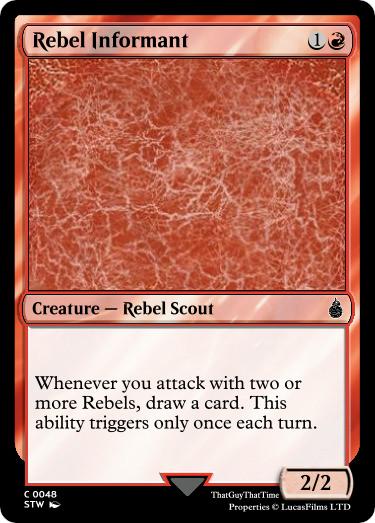 Rebel Informant 1
Creature — Rebel Scout
Whenever you attack with two or
more Rebels, draw a card. This
ability triggers only once each turn.
2/2
C 0048
STW
ThatGuyThatTime
Properties © LucasFilms LTD